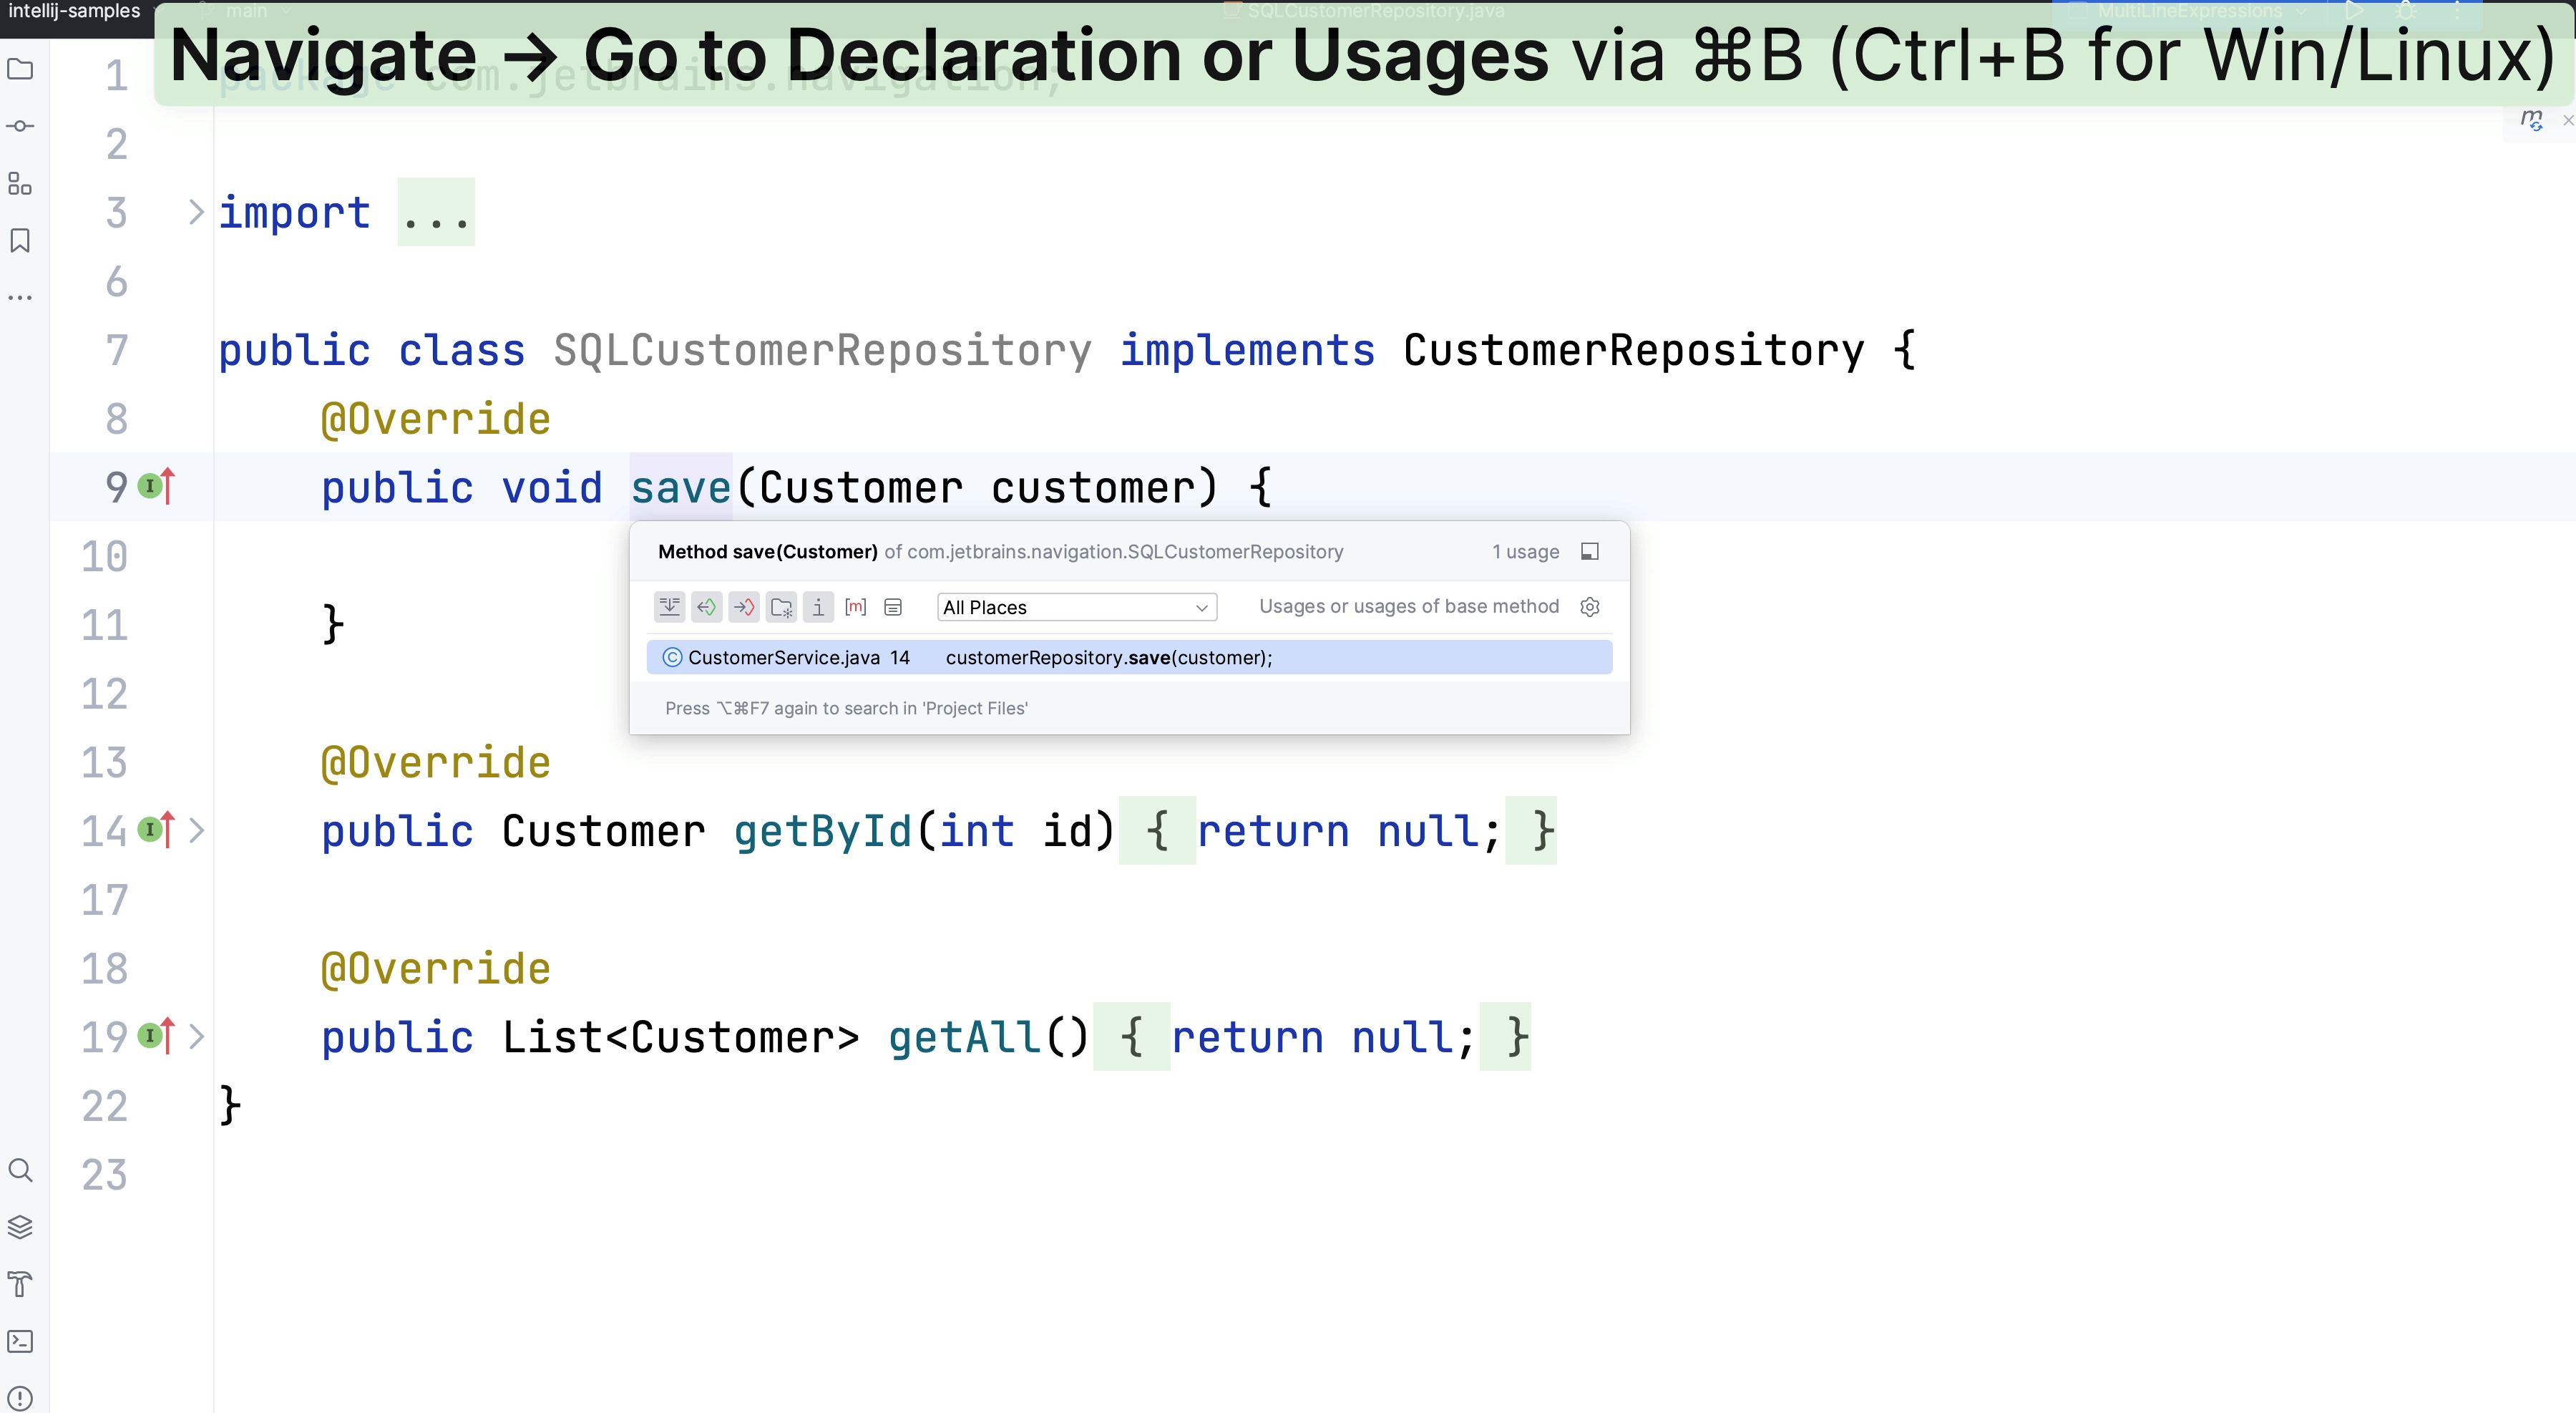 intellij-samples main SQLCustomerRepository.java MultiLineExpressions
Navigate → Go to Declaration or Usages via ⌘B (Ctrl+B for Win/Linux)
1 package com.jetbrains.navigation;
2
3 import ...
6
7 public class SQLCustomerRepository implements CustomerRepository {
8 @Override
9 public void save(Customer customer) {
Method save(Customer) of com.jetbrains.navigation.SQLCustomerRepository 1 usage
10
All Places Usages or usages of base method
11 }
CustomerService.java 14 customerRepository.save(customer);
12
Press ⌥⌘F7 again to search in 'Project Files'
13 @Override
14 public Customer getById(int id) { return null; }
17
18 @Override
19 public List<Customer> getAll() { return null; }
22 }
23